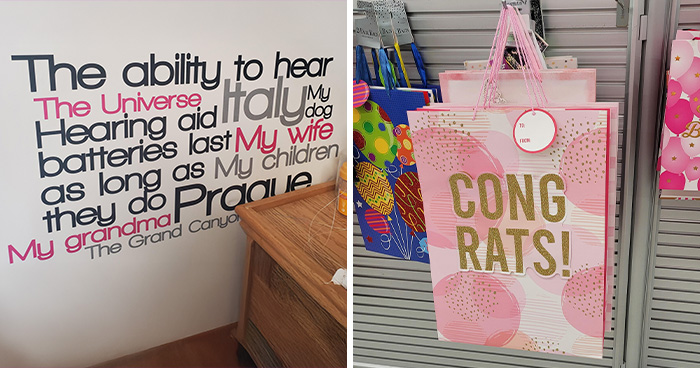 The ability to hear
The Universe Italy My
Hearing aid dog
batteries last My wife
as long as My children
they do Prague
My grandma
The Grand
TO:
FROM:
CONG
RATS!